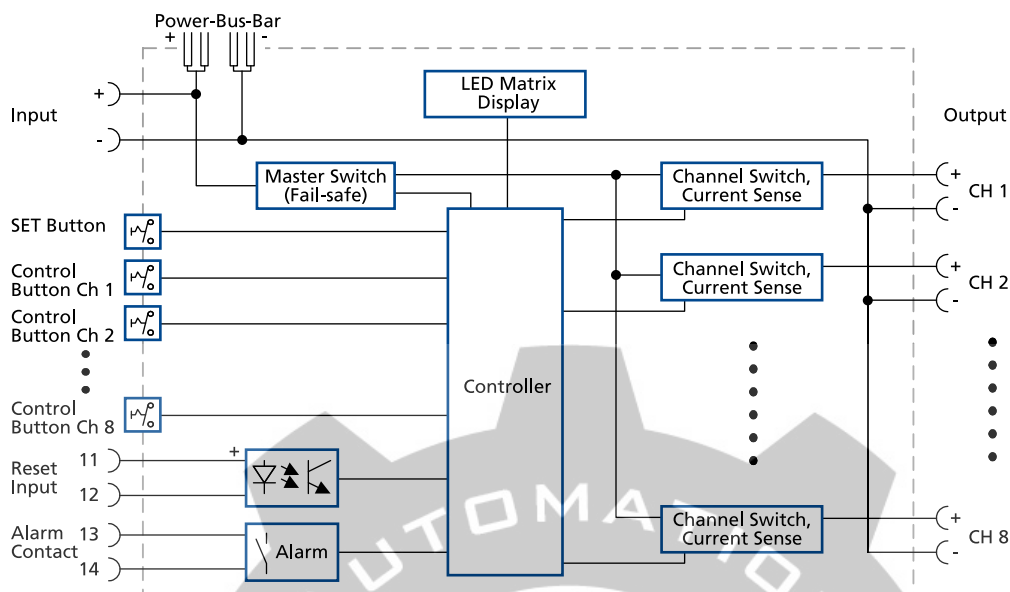 Power-Bus-Bar
+ -
LED Matrix
Display
Input
+
-
Output
Master Switch
(Fail-safe)
Channel Switch,
Current Sense
+
CH 1
-
SET Button
Control
Button Ch 1
Channel Switch,
Current Sense
+
CH 2
-
Control
Button Ch 2
Controller
Control
Button Ch 8
Reset
Input
11
+
12
Alarm
Contact
13
14
Alarm
Channel Switch,
Current Sense
+
CH 8
-
AUTOMATIO